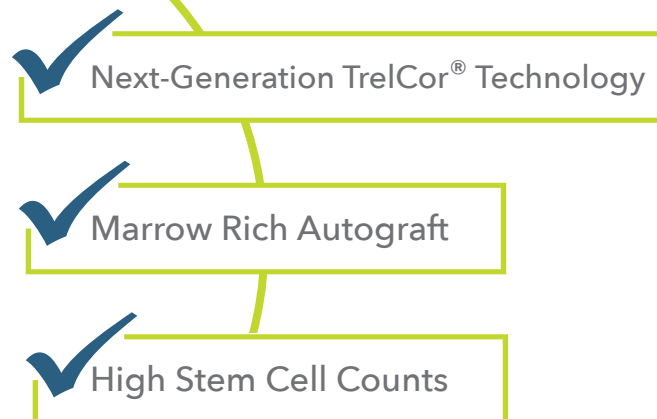 Next-Generation TrelCor® Technology
Marrow Rich Autograft
High Stem Cell Counts